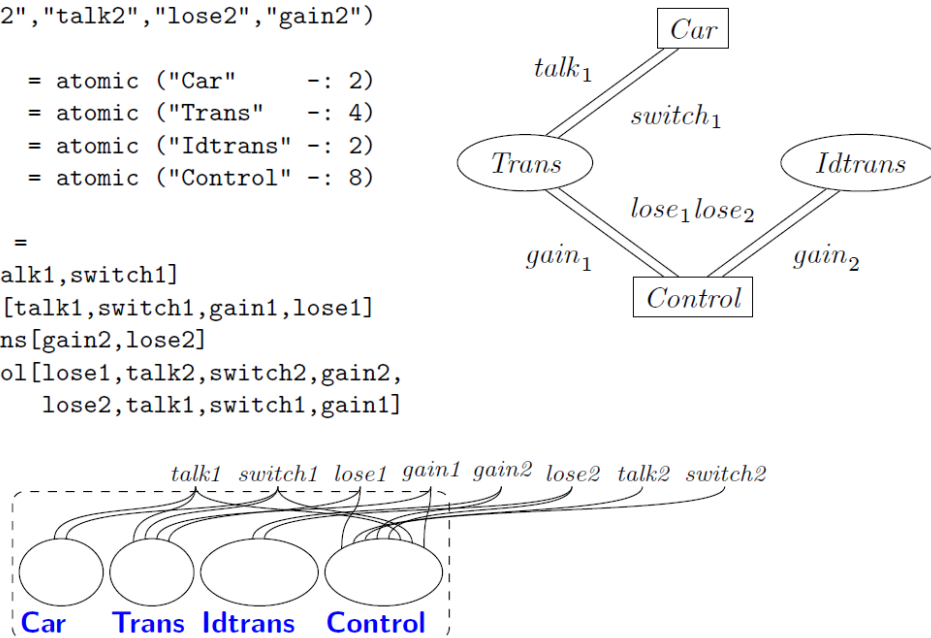 2","talk2","lose2","gain2")
= atomic ("Car" -: 2)
= atomic ("Trans" -: 4)
= atomic ("Idtrans" -: 2)
= atomic ("Control" -: 8)
=
alk1,switch1]
[talk1,switch1,gain1,lose1]
ns[gain2,lose2]
ol[lose1,talk2,switch2,gain2,
lose2,talk1,switch1,gain1]
Car
talk1
switch1
Trans
Idtrans
lose1lose2
gain1
gain2
Control
talk1 switch1 lose1 gain1 gain2 lose2 talk2 switch2
Car Trans Idtrans Control